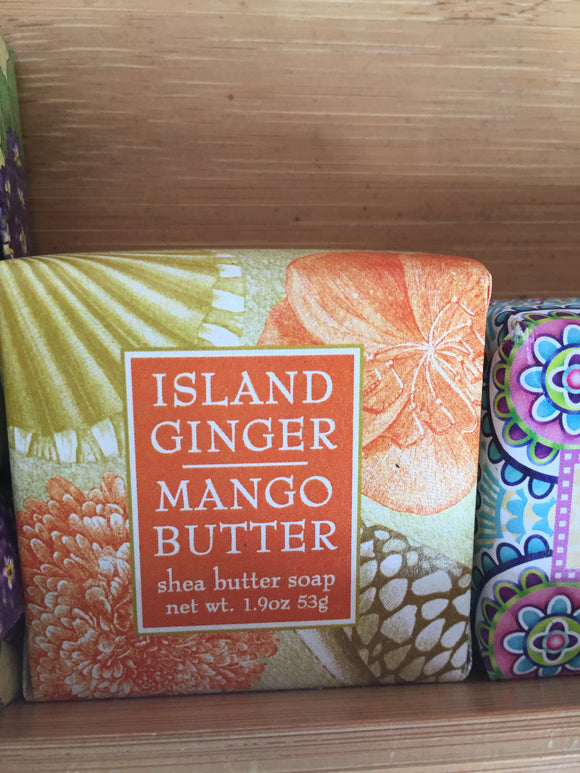 ISLAND
GINGER
MANGO
BUTTER
shea butter soap
net wt. 1.9oz 53g